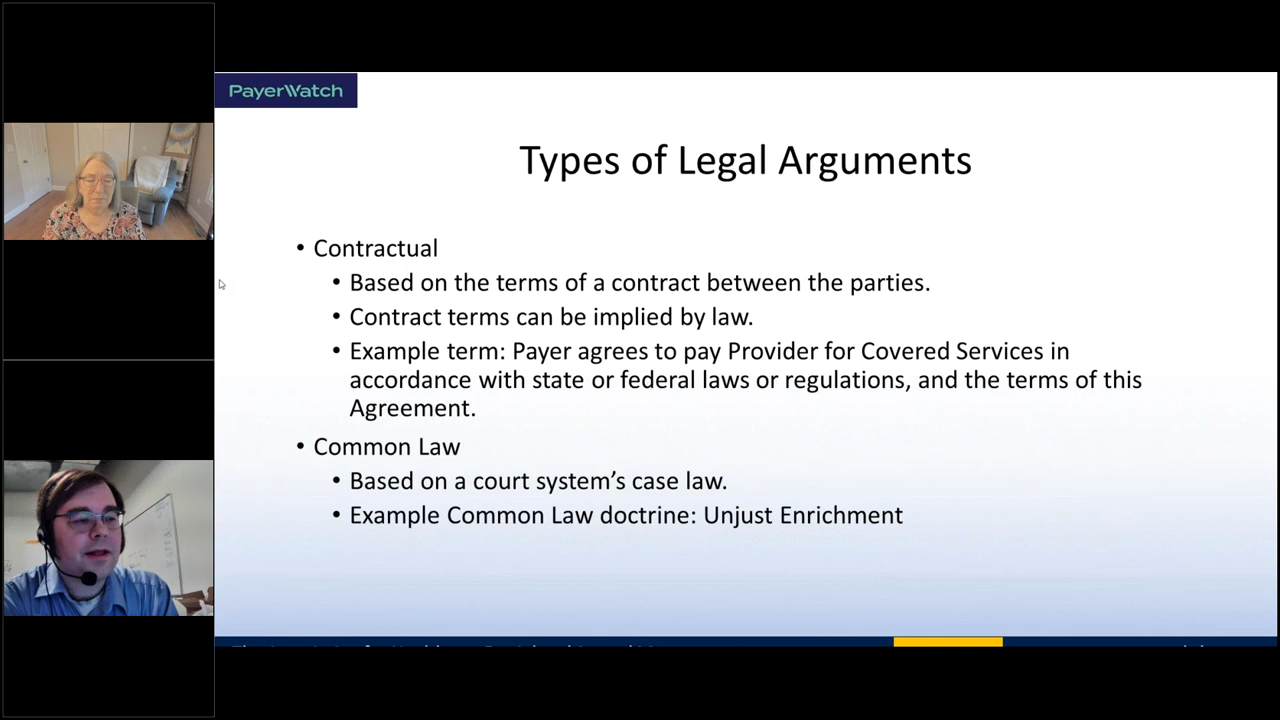 PayerWatch
Types of Legal Arguments
• Contractual
• Based on the terms of a contract between the parties.
• Contract terms can be implied by law.
• Example term: Payer agrees to pay Provider for Covered Services in
accordance with state or federal laws or regulations, and the terms of this
Agreement.
• Common Law
• Based on a court system’s case law.
• Example Common Law doctrine: Unjust Enrichment